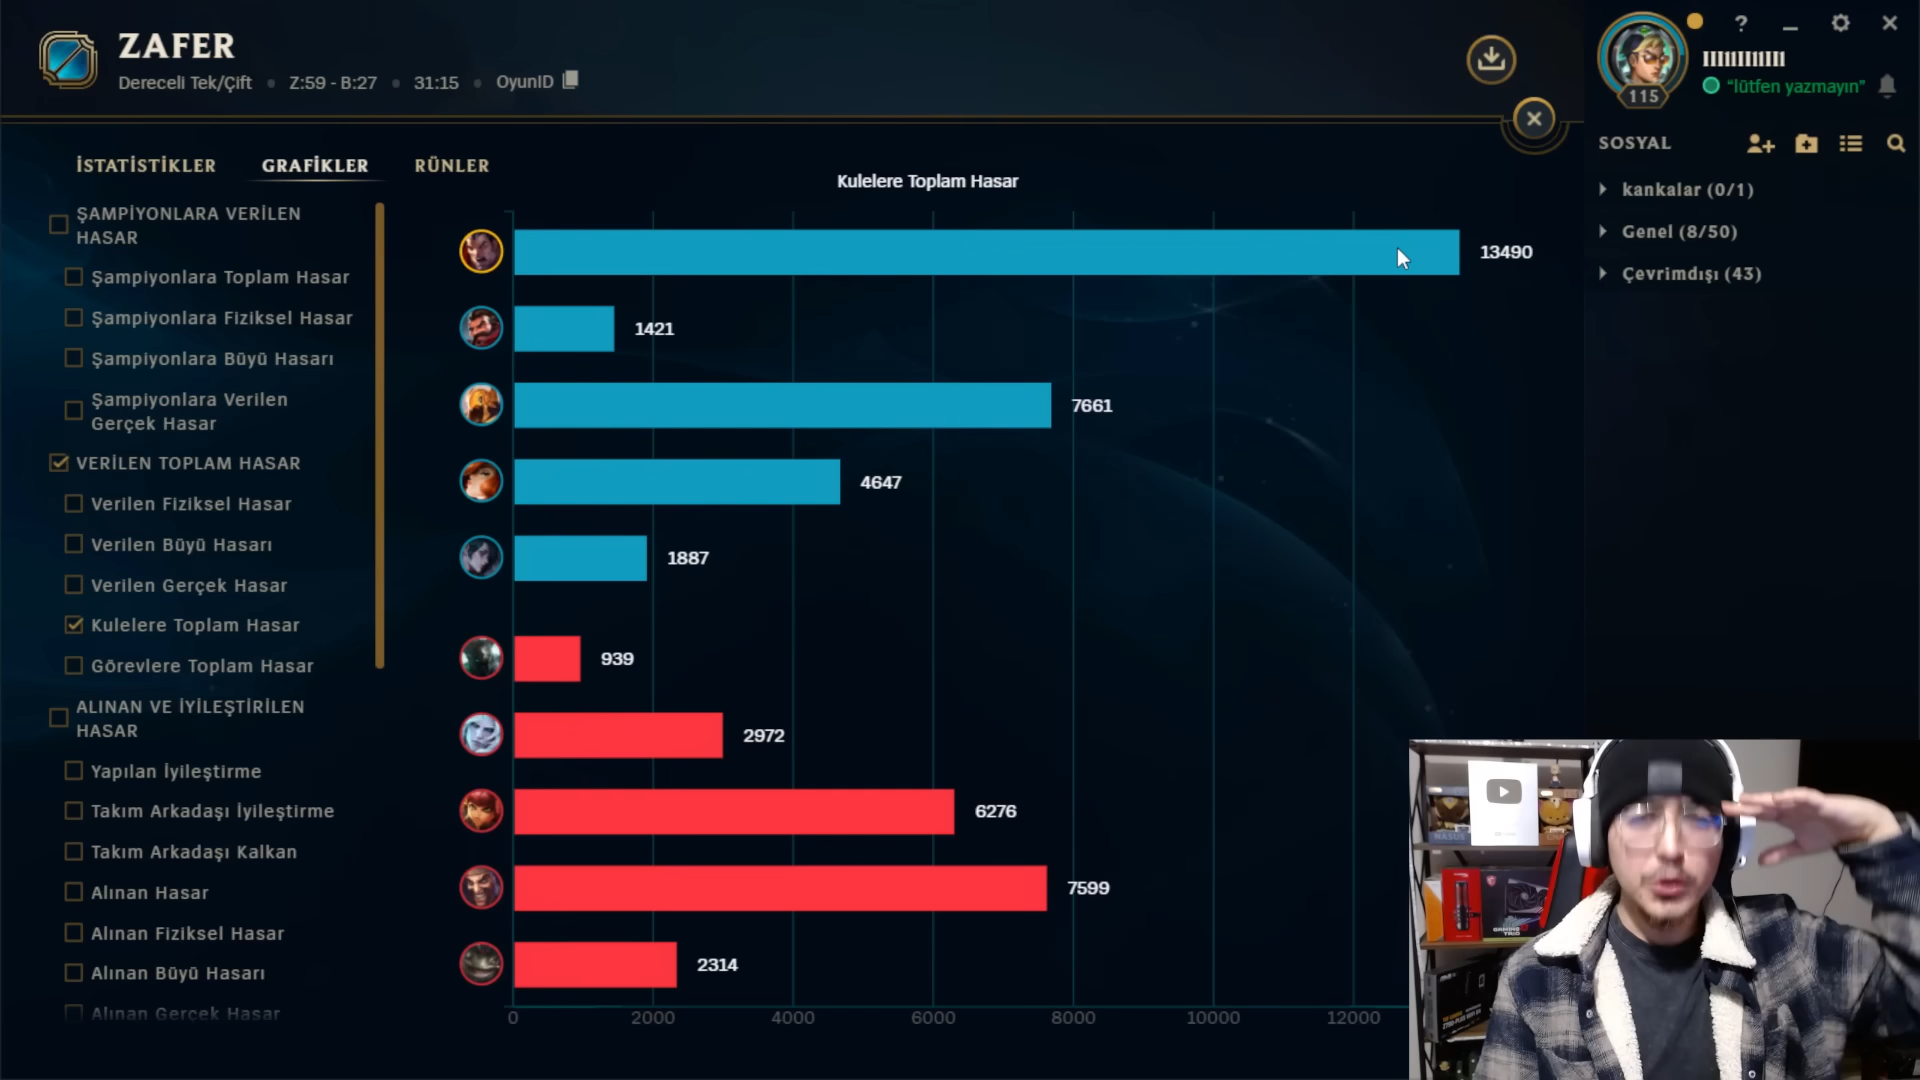 ZAFER
Dereceli Tek/Çift • Z:59 - B:27 • 31:15 • OyunID
İSTATİSTİKLER GRAFİKLER RÜNLER
ŞAMPİYONLARA VERİLEN
HASAR
Şampiyonlara Toplam Hasar
Şampiyonlara Fiziksel Hasar
Şampiyonlara Büyü Hasarı
Şampiyonlara Verilen
Gerçek Hasar
VERİLEN TOPLAM HASAR
Verilen Fiziksel Hasar
Verilen Büyü Hasarı
Verilen Gerçek Hasar
Kulelere Toplam Hasar
Görevlere Toplam Hasar
ALINAN VE İYİLEŞTİRİLEN
HASAR
Yapılan İyileştirme
Takım Arkadaşı İyileştirme
Takım Arkadaşı Kalkan
Alınan Hasar
Alınan Fiziksel Hasar
Alınan Büyü Hasarı
Alınan Gerçek Hasar
Kulelere Toplam Hasar
13490
1421
7661
4647
1887
939
2972
6276
7599
2314
0 2000 4000 6000 8000 10000 12000
?
115
"lütfen yazmayın"
SOSYAL
kankalar (0/1)
Genel (8/50)
Çevrimdışı (43)